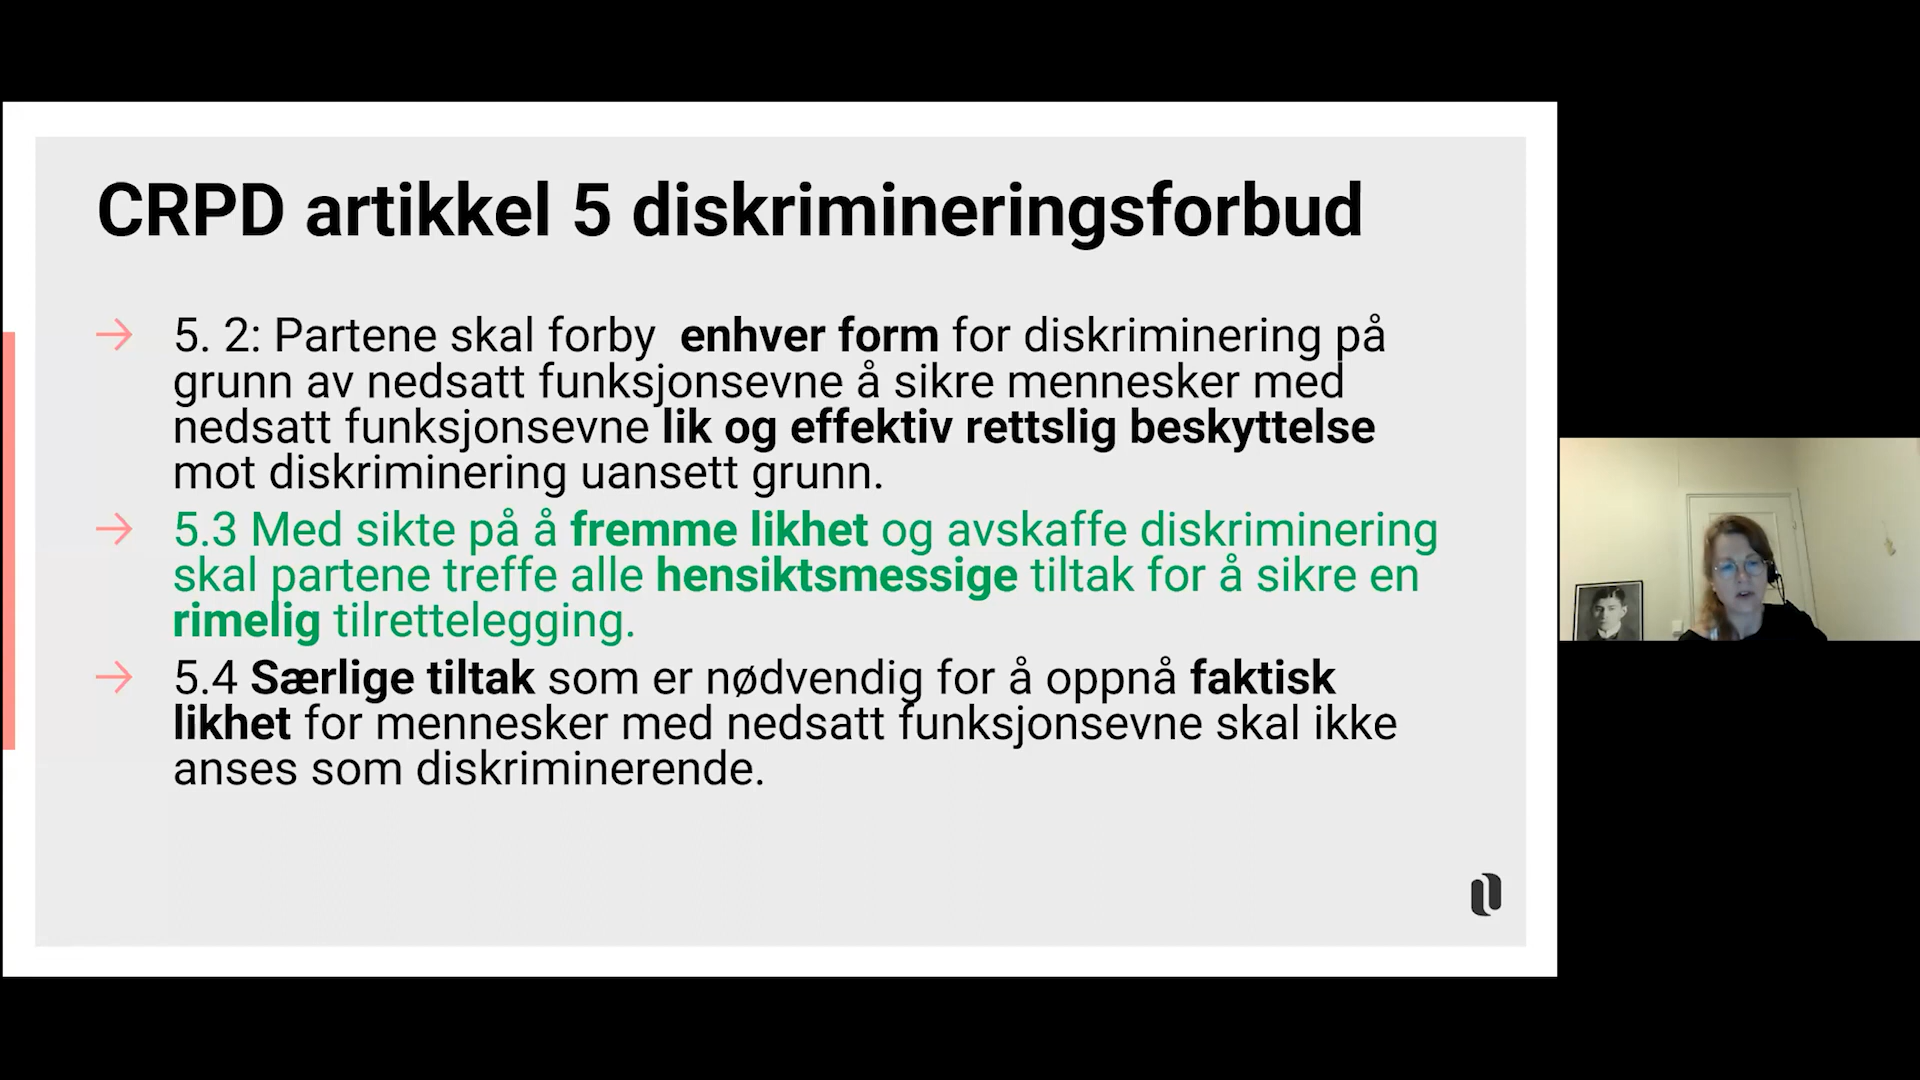 CRPD artikkel 5 diskrimineringsforbud
5. 2: Partene skal forby  enhver form for diskriminering på
grunn av nedsatt funksjonsevne å sikre mennesker med
nedsatt funksjonsevne lik og effektiv rettslig beskyttelse
mot diskriminering uansett grunn.
5.3 Med sikte på å fremme likhet og avskaffe diskriminering
skal partene treffe alle hensiktsmessige tiltak for å sikre en
rimelig tilrettelegging.
5.4 Særlige tiltak som er nødvendig for å oppnå faktisk
likhet for mennesker med nedsatt funksjonsevne skal ikke
anses som diskriminerende.